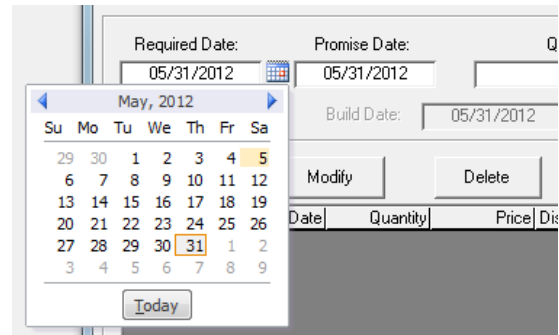 Required Date:
Promise Date:
Q
05/31/2012
05/31/2012
May, 2012
Build Date:
05/31/2012
Su Mo Tu We Th Fr Sa
29 30 1 2 3 4 5
6 7 8 9 10 11 12
13 14 15 16 17 18 19
20 21 22 23 24 25 26
27 28 29 30 31 1 2
3 4 5 6 7 8 9
Today
Modify
Delete
Date Quantity Price Dis